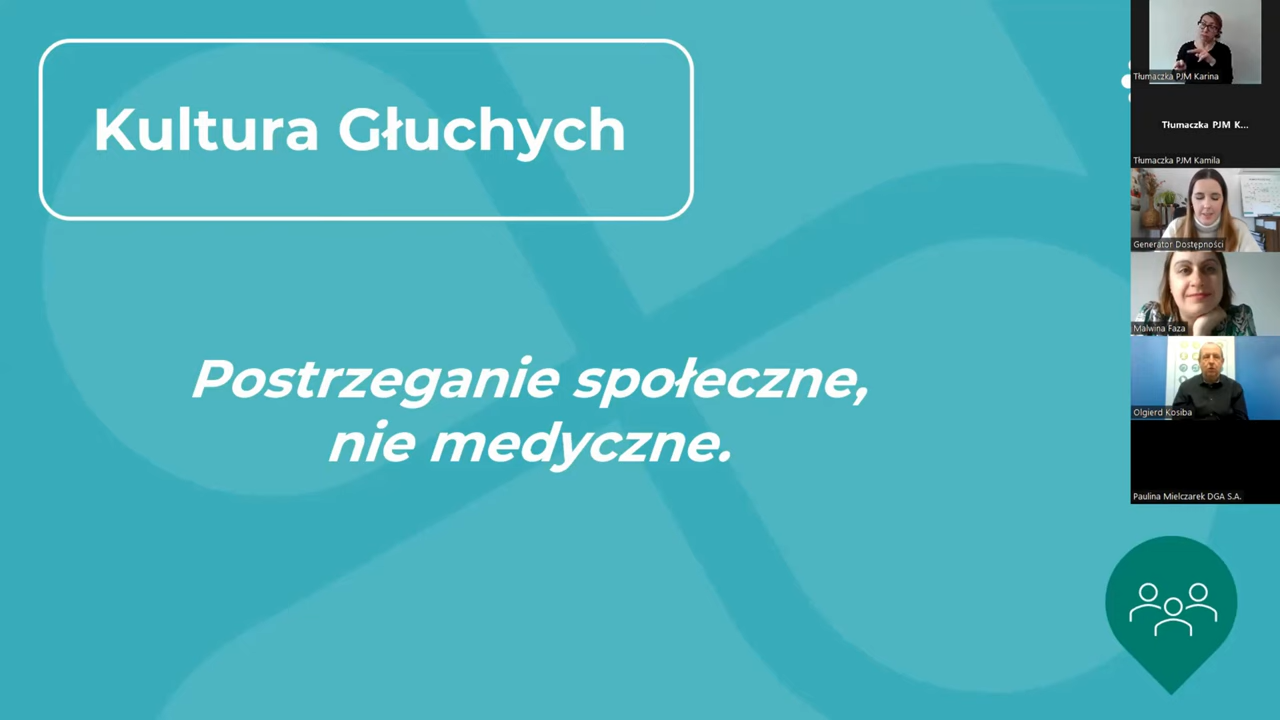 Kultura Głuchych
Postrzeganie społeczne,
nie medyczne.
Tłumaczka PJM Karina
Tłumaczka PJM K...
Tłumaczka PJM Kamila
Generator Dostępności
Malwina Faza
Olgierd Kosiba
Paulina Mielczarek DGA S.A.